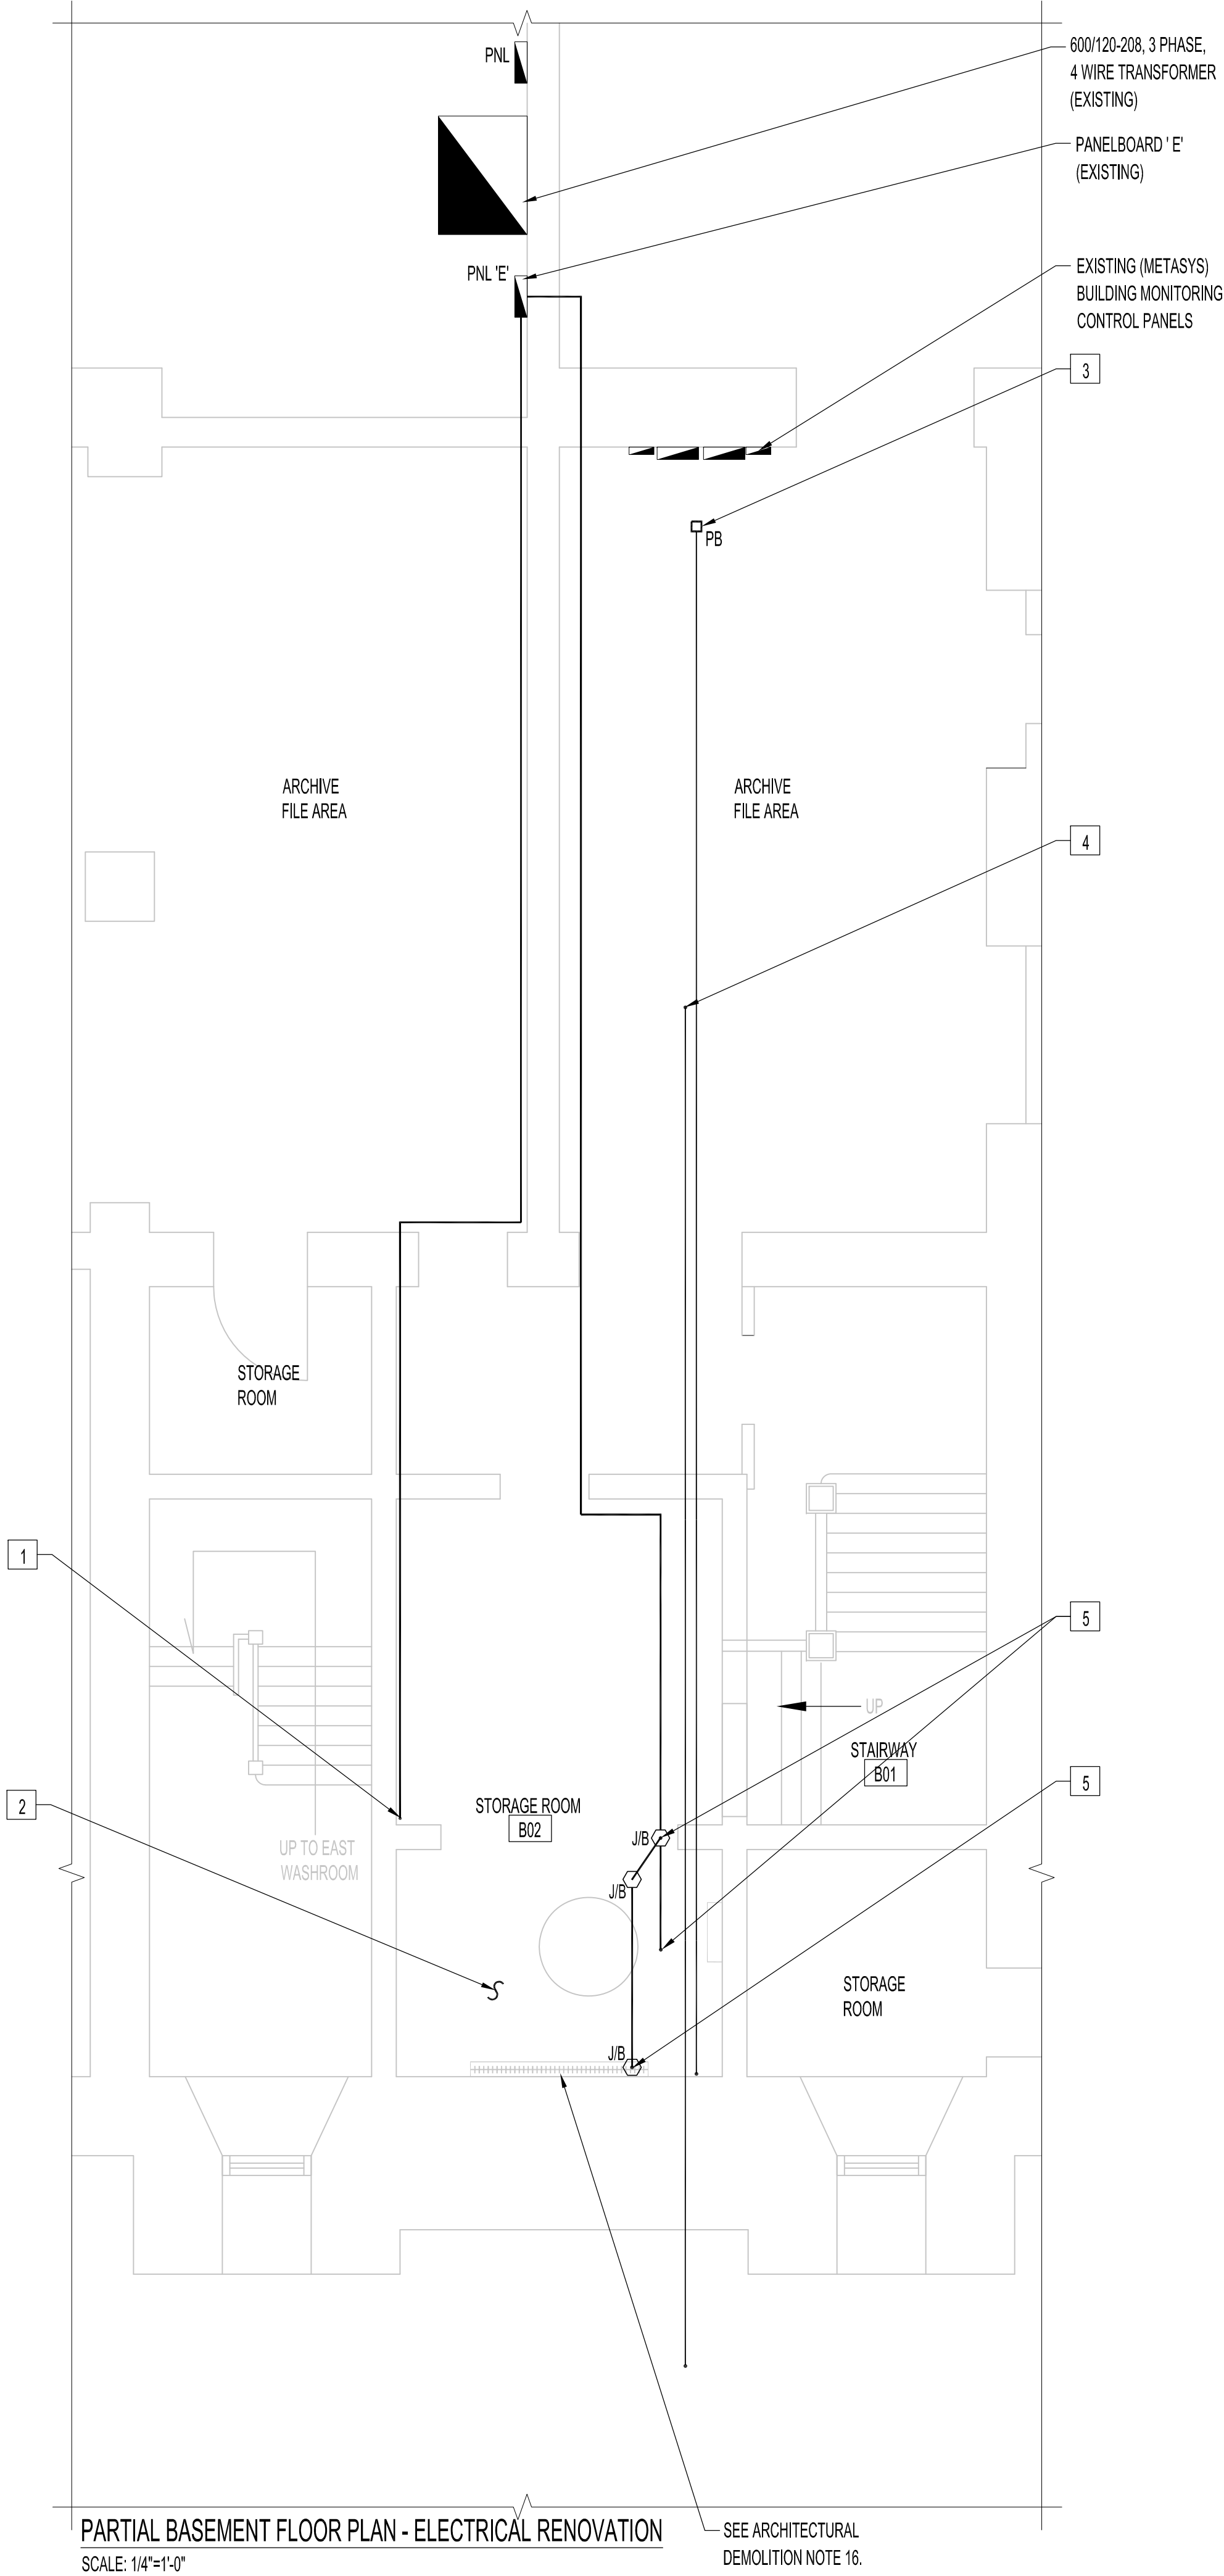 PNL
600/120-208, 3 PHASE,
4 WIRE TRANSFORMER
(EXISTING)
PANELBOARD ' E'
(EXISTING)
PNL 'E'
EXISTING (METASYS)
BUILDING MONITORING
CONTROL PANELS
3
PB
ARCHIVE
FILE AREA
ARCHIVE
FILE AREA
4
STORAGE
ROOM
1
5
UP
STAIRWAY
B01
5
2
STORAGE ROOM
B02
J/B
UP TO EAST
WASHROOM
J/B
STORAGE
ROOM
J/B
PARTIAL BASEMENT FLOOR PLAN - ELECTRICAL RENOVATION
SCALE: 1/4"=1'-0"
SEE ARCHITECTURAL
DEMOLITION NOTE 16.